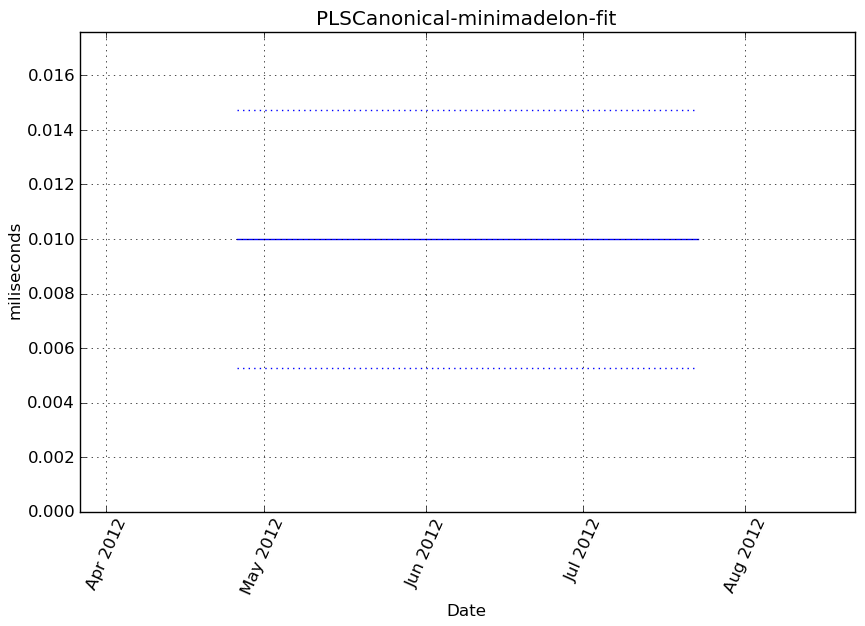 PLSCanonical-minimadelon-fit
0.016
0.014
0.012
0.010
0.008
0.006
0.004
0.002
0.000
miliseconds
Apr 2012
May 2012
Jun 2012
Jul 2012
Aug 2012
Date